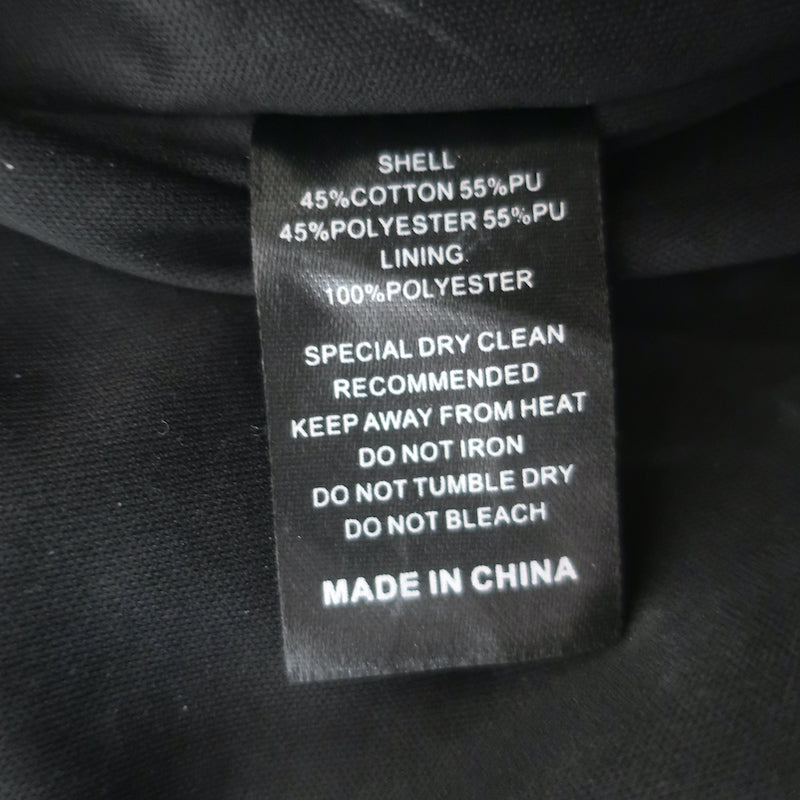 SHELL
45%COTTON 55%PU
45%POLYESTER 55%PU
LINING.
100%POLYESTER
SPECIAL DRY CLEAN
RECOMMENDED
KEEP AWAY FROM HEAT
DO NOT IRON
DO NOT TUMBLE DRY
DO NOT BLEACH
MADE IN CHINA